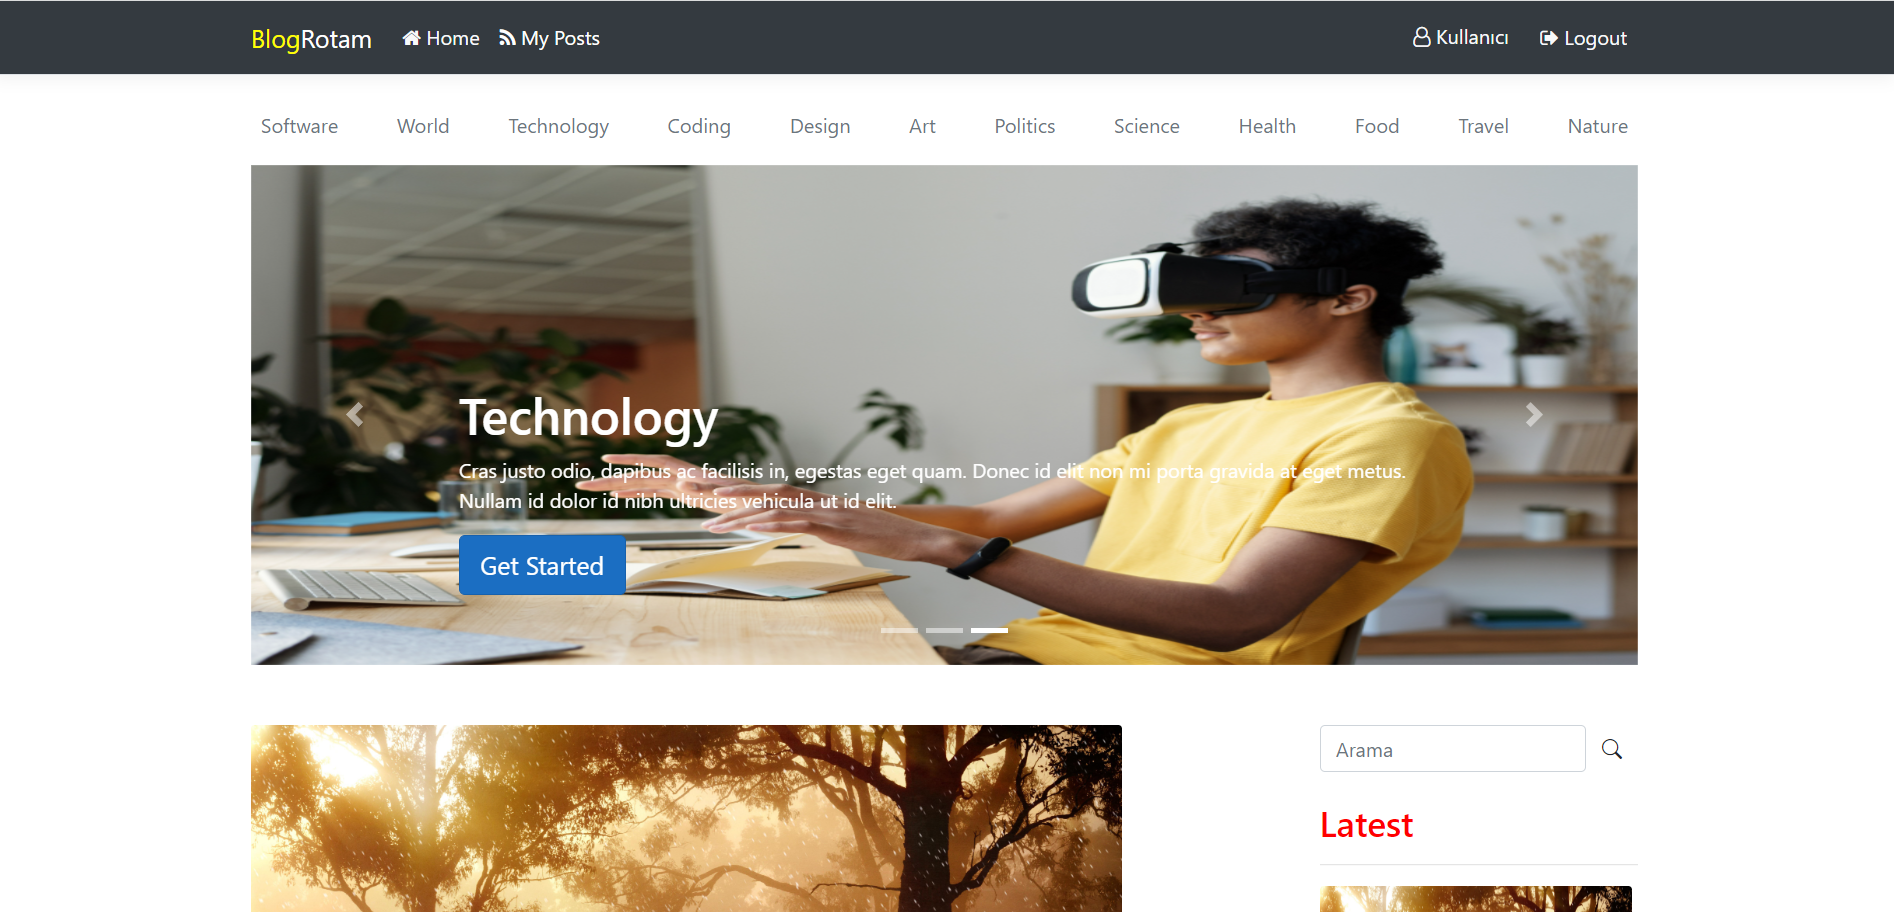 BlogRotam Home My Posts Kullanıcı Logout
Software World Technology Coding Design Art Politics Science Health Food Travel Nature
Technology
Cras justo odio, dapibus ac facilisis in, egestas eget quam. Donec id elit non mi porta gravida at eget metus.
Nullam id dolor id nibh ultricies vehicula ut id elit.
Get Started
Arama
Latest